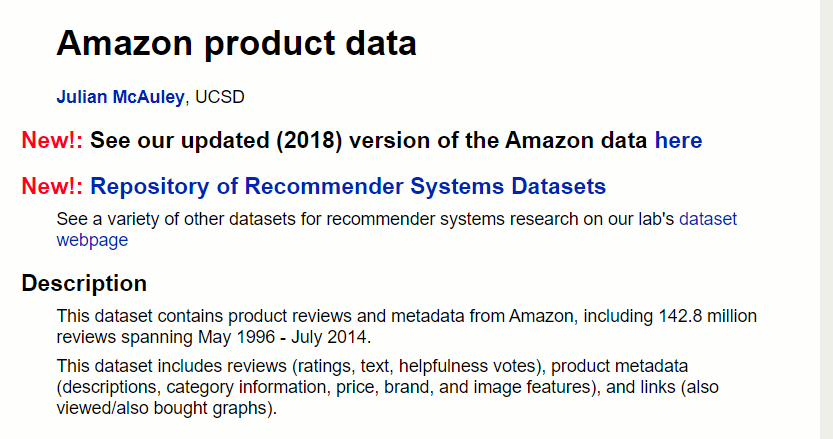 Amazon product data
Julian McAuley, UCSD
New!: See our updated (2018) version of the Amazon data here
New!: Repository of Recommender Systems Datasets
See a variety of other datasets for recommender systems research on our lab's dataset
webpage
Description
This dataset contains product reviews and metadata from Amazon, including 142.8 million
reviews spanning May 1996 - July 2014.
This dataset includes reviews (ratings, text, helpfulness votes), product metadata
(descriptions, category information, price, brand, and image features), and links (also
viewed/also bought graphs).